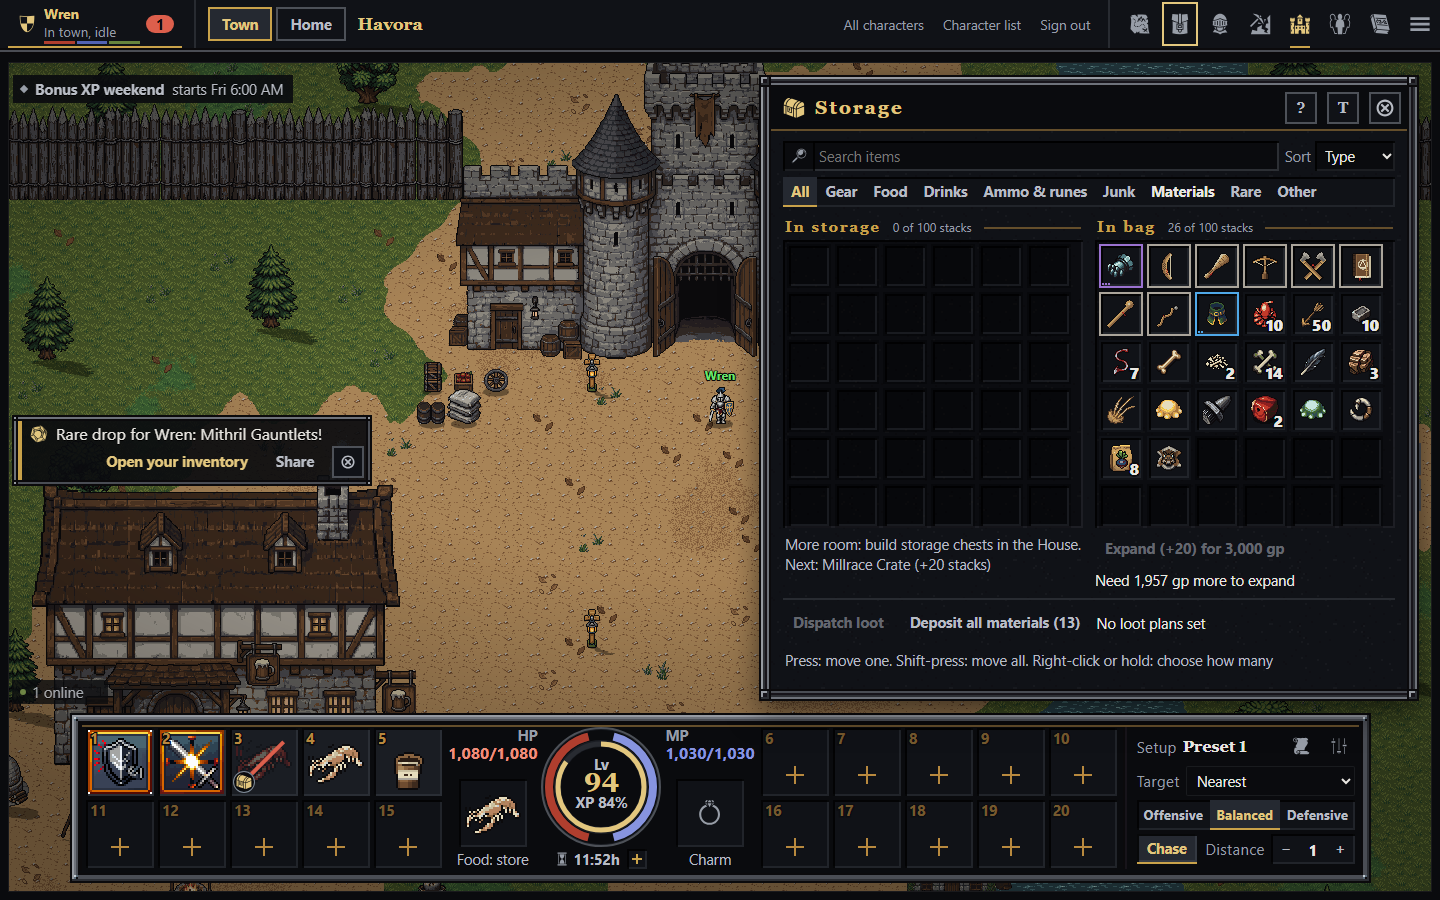 Wren
In town, idle
1
Town
Home
Havora
All characters
Character list
Sign out
Bonus XP weekend starts Fri 6:00 AM
Storage
?
T
Search items
Sort
Type
All
Gear
Food
Drinks
Ammo & runes
Junk
Materials
Rare
Other
In storage 0 of 100 stacks
In bag 26 of 100 stacks
10
50
10
7
2
14
3
2
8
More room: build storage chests in the House.
Next: Millrace Crate (+20 stacks)
Expand (+20) for 3,000 gp
Need 1,957 gp more to expand
Dispatch loot
Deposit all materials (13)
No loot plans set
Press: move one. Shift-press: move all. Right-click or hold: choose how many
Wren
Rare drop for Wren: Mithril Gauntlets!
Open your inventory
Share
1 online
1
2
3
4
5
11
12
13
14
15
HP
1,080/1,080
Food: store
Lv
94
XP 84%
11:52h
+
MP
1,030/1,030
Charm
6
7
8
9
10
16
17
18
19
20
Setup Preset 1
Target Nearest
Offensive
Balanced
Defensive
Chase
Distance
− 1 +